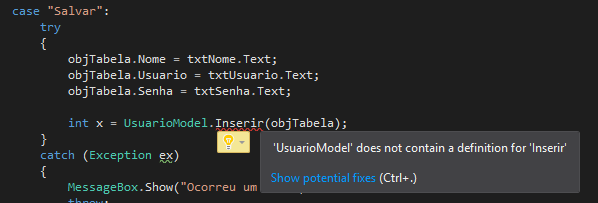 case "Salvar":
try
{
objTabela.Nome = txtNome.Text;
objTabela.Usuario = txtUsuario.Text;
objTabela.Senha = txtSenha.Text;
int x = UsuarioModel.Inserir(objTabela);
}
'UsuarioModel' does not contain a definition for 'Inserir'
catch (Exception ex)
{
Show potential fixes (Ctrl+.)
MessageBox.Show("Ocorreu um
throw;